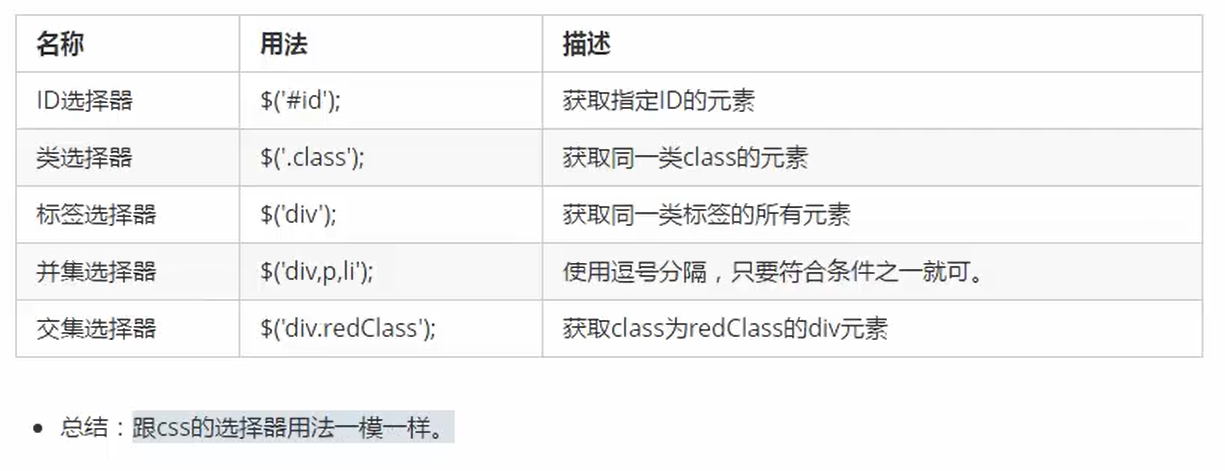 名称 用法 描述
ID选择器 $('#id'); 获取指定ID的元素
类选择器 $('.class'); 获取同一类class的元素
标签选择器 $('div'); 获取同一类标签的所有元素
并集选择器 $('div,p,li'); 使用逗号分隔，只要符合条件之一就可。
交集选择器 $('div.redClass'); 获取class为redClass的div元素
总结：跟css的选择器用法一模一样。